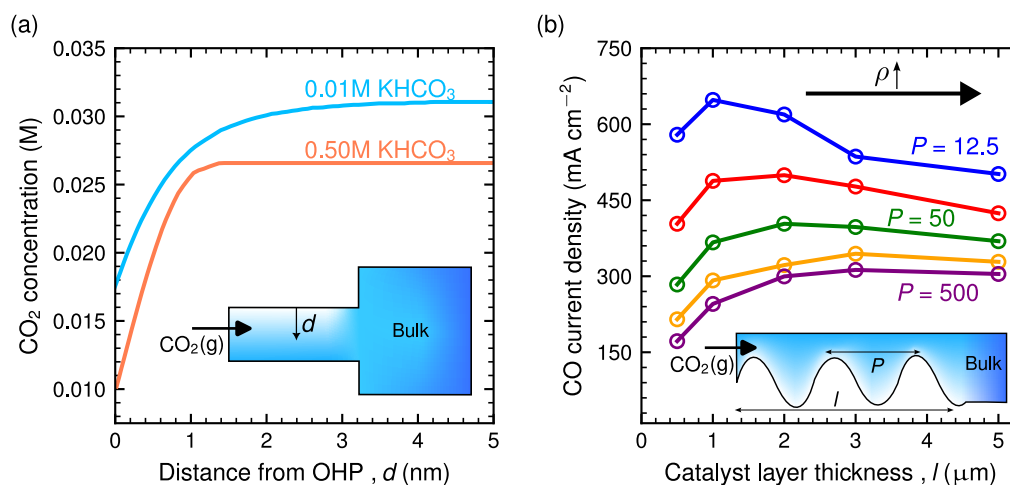 (a)
CO₂ concentration (M)
0.035
0.030
0.025
0.020
0.015
0.010
0.01M KHCO₃
0.50M KHCO₃
d
CO₂(g)
Bulk
0 1 2 3 4 5
Distance from OHP , d (nm)
(b)
CO current density (mA cm⁻²)
750
600
450
300
150
ρ↑
P = 12.5
P = 50
P = 500
CO₂(g)
P
Bulk
l
0 1 2 3 4 5
Catalyst layer thickness , l (μm)